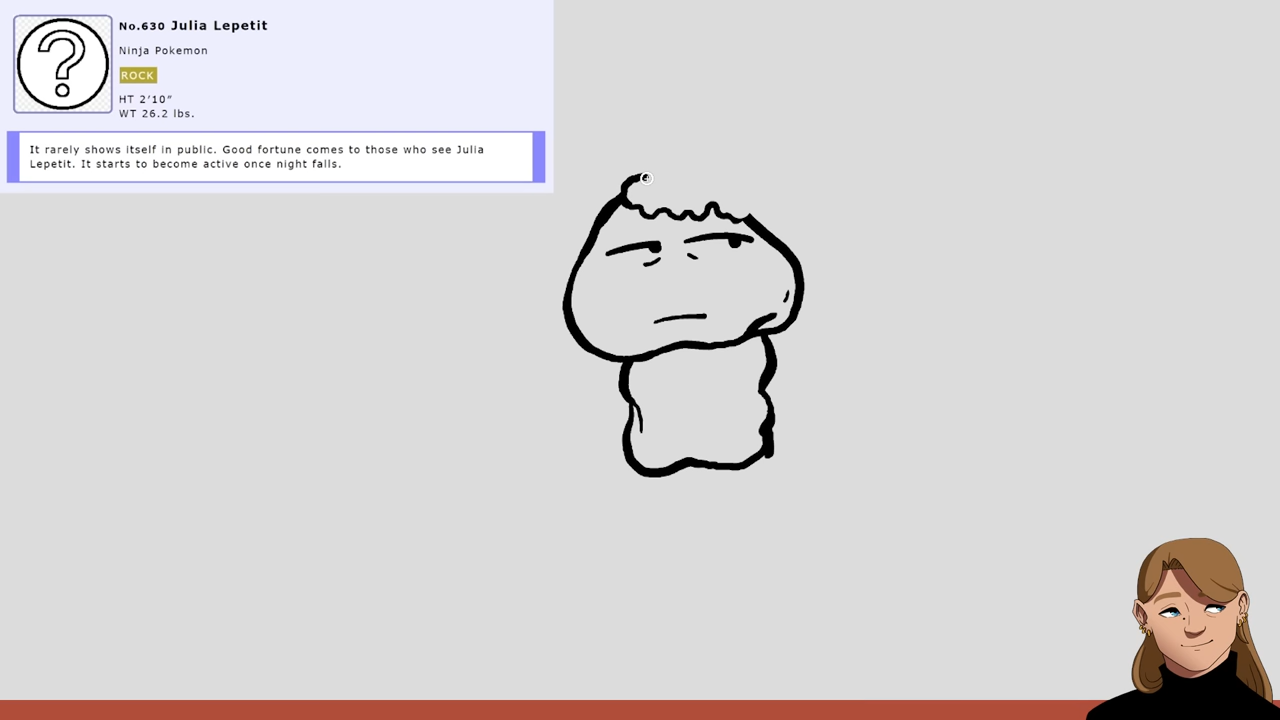 No.630 Julia Lepetit
Ninja Pokemon
ROCK
HT 2'10"
WT 26.2 lbs.
It rarely shows itself in public. Good fortune comes to those who see Julia
Lepetit. It starts to become active once night falls.